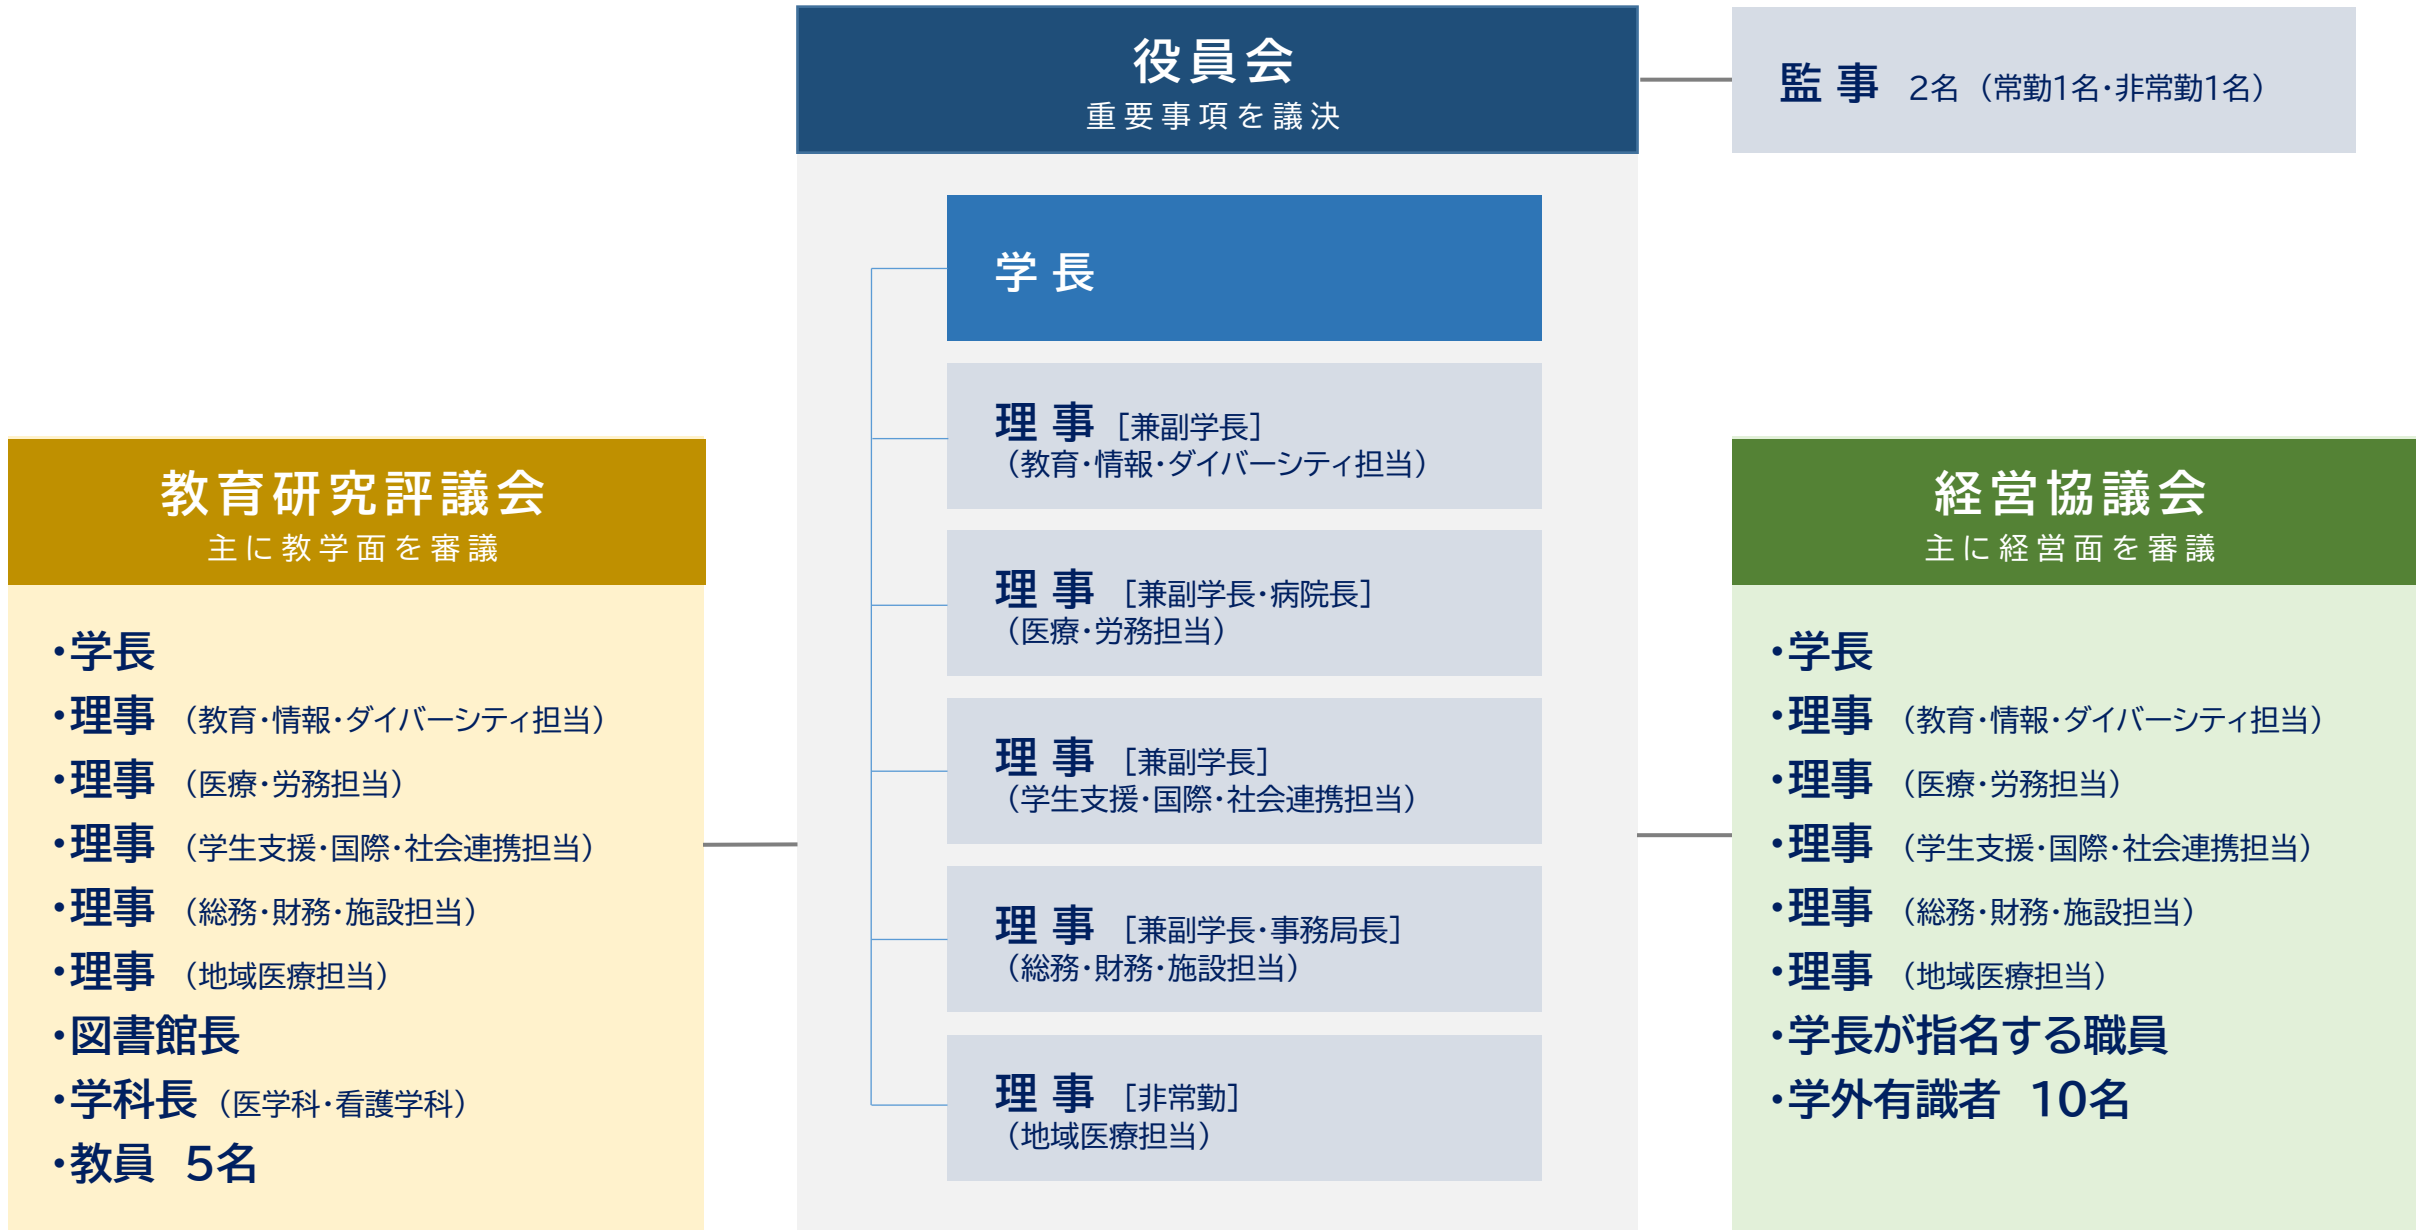 役員会
重要事項を議決
監事 2名（常勤1名・非常勤1名）
学長
理事 ［兼副学長］
（教育・情報・ダイバーシティ担当）
理事 ［兼副学長・病院長］
（医療・労務担当）
理事 ［兼副学長］
（学生支援・国際・社会連携担当）
理事 ［兼副学長・事務局長］
（総務・財務・施設担当）
理事 ［非常勤］
（地域医療担当）
教育研究評議会
主に教学面を審議
・学長
・理事 （教育・情報・ダイバーシティ担当）
・理事 （医療・労務担当）
・理事 （学生支援・国際・社会連携担当）
・理事 （総務・財務・施設担当）
・理事 （地域医療担当）
・図書館長
・学科長（医学科・看護学科）
・教員 5名
経営協議会
主に経営面を審議
・学長
・理事 （教育・情報・ダイバーシティ担当）
・理事 （医療・労務担当）
・理事 （学生支援・国際・社会連携担当）
・理事 （総務・財務・施設担当）
・理事 （地域医療担当）
・学長が指名する職員
・学外有識者 10名